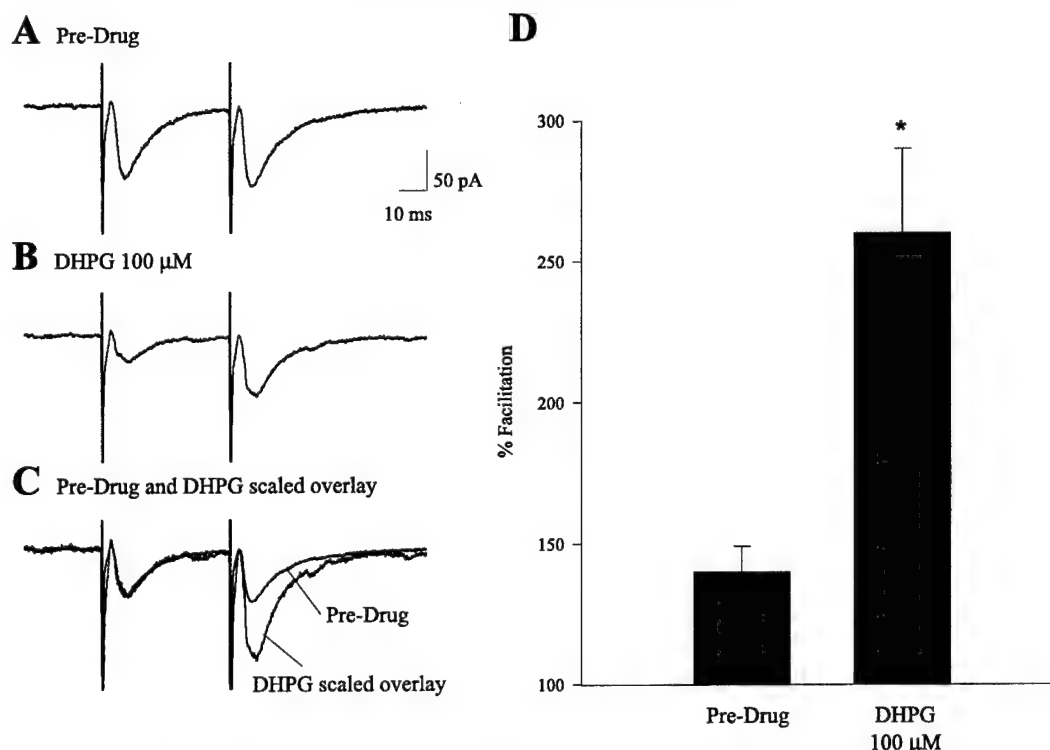 A Pre-Drug
50 pA
10 ms
B DHPG 100 μM
C Pre-Drug and DHPG scaled overlay
Pre-Drug
DHPG scaled overlay
D
% Facilitation
300
250
200
150
100
*
Pre-Drug
DHPG
100 μM